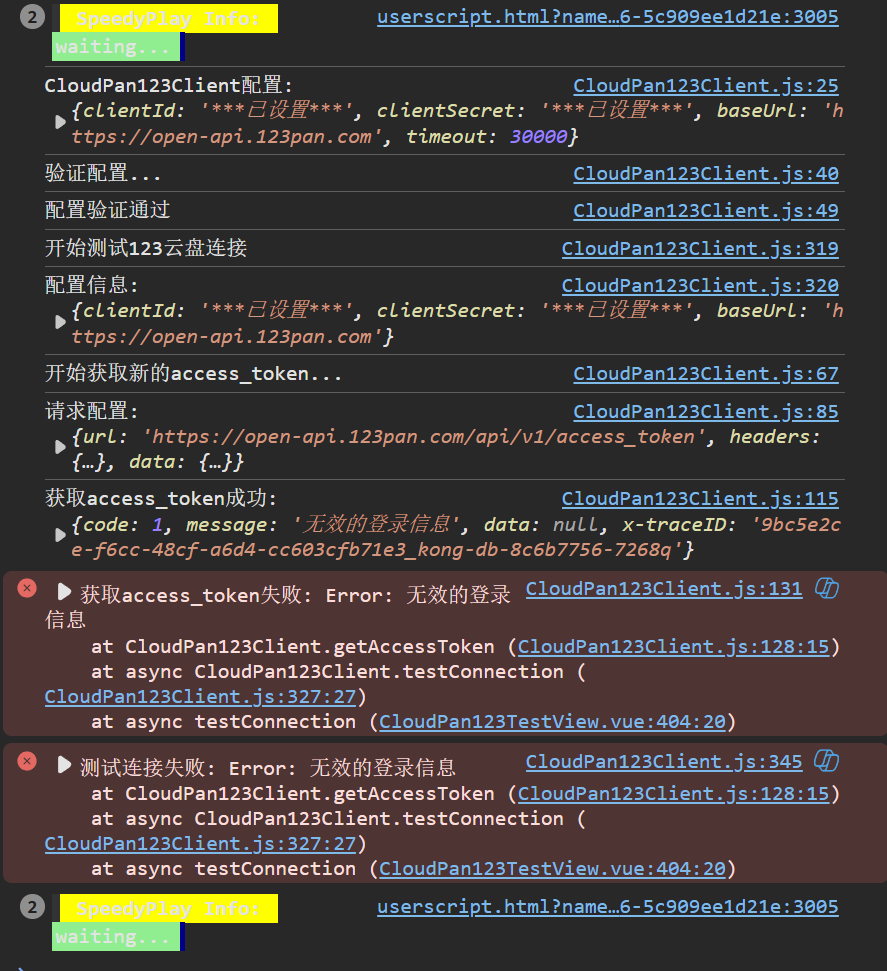 2 SpeedyPlay Info: userscript.html?name…6-5c909ee1d21e:3005
waiting...
CloudPan123Client配置: CloudPan123Client.js:25
{clientId: '***已设置***', clientSecret: '***已设置***', baseUrl: 'h
ttps://open-api.123pan.com', timeout: 30000}
验证配置... CloudPan123Client.js:40
配置验证通过 CloudPan123Client.js:49
开始测试123云盘连接 CloudPan123Client.js:319
配置信息: CloudPan123Client.js:320
{clientId: '***已设置***', clientSecret: '***已设置***', baseUrl: 'h
ttps://open-api.123pan.com'}
开始获取新的access_token... CloudPan123Client.js:67
请求配置: CloudPan123Client.js:85
{url: 'https://open-api.123pan.com/api/v1/access_token', headers:
{…}, data: {…}}
获取access_token成功: CloudPan123Client.js:115
{code: 1, message: '无效的登录信息', data: null, x-traceID: '9bc5e2c
e-f6cc-48cf-a6d4-cc603cfb71e3_kong-db-8c6b7756-7268q'}
获取access_token失败: Error: 无效的登录 CloudPan123Client.js:131
信息
at CloudPan123Client.getAccessToken (CloudPan123Client.js:128:15)
at async CloudPan123Client.testConnection (
CloudPan123Client.js:327:27)
at async testConnection (CloudPan123TestView.vue:404:20)
测试连接失败: Error: 无效的登录信息 CloudPan123Client.js:345
at CloudPan123Client.getAccessToken (CloudPan123Client.js:128:15)
at async CloudPan123Client.testConnection (
CloudPan123Client.js:327:27)
at async testConnection (CloudPan123TestView.vue:404:20)
2 SpeedyPlay Info: userscript.html?name…6-5c909ee1d21e:3005
waiting...